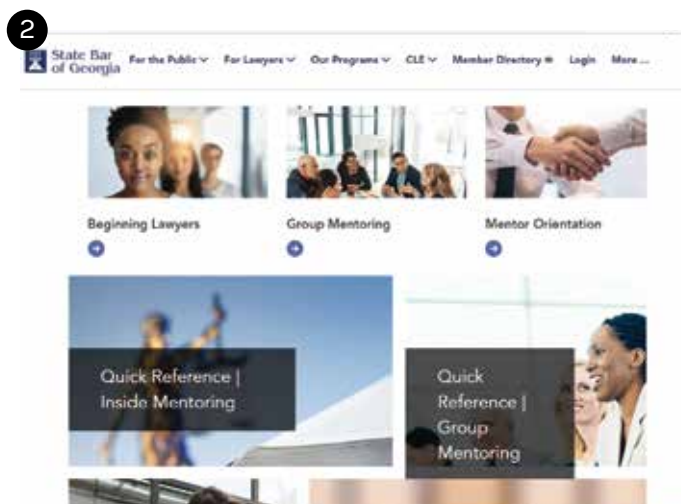 2
State Bar
of Georgia
For the Public For Lawyers Our Programs CLE Member Directory Login More ...
Beginning Lawyers Group Mentoring Mentor Orientation
Quick Reference |
Inside Mentoring
Quick
Reference |
Group
Mentoring